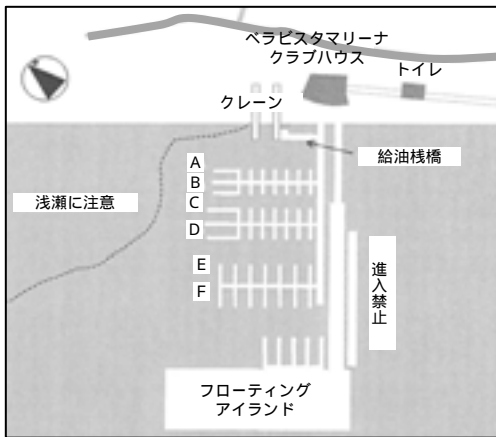 ベラビスタマリーナ
クラブハウス
トイレ
クレーン
給油桟橋
A
B
浅瀬に注意
C
D
E
F
進入禁止
フローティング
アイランド